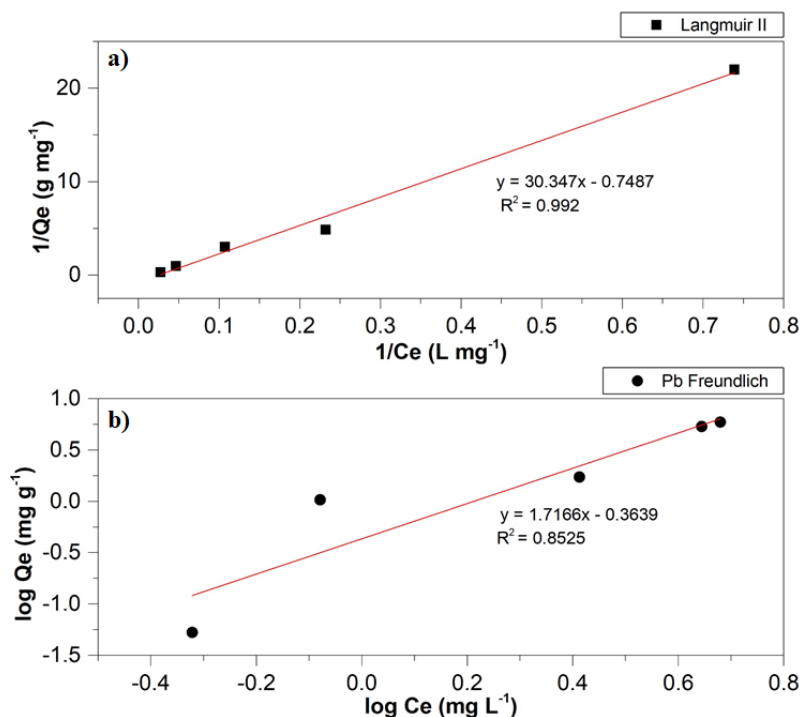 Langmuir II
a)
20
10
0
1/Qe (g mg⁻¹)
y = 30.347x - 0.7487
R² = 0.992
0.0 0.1 0.2 0.3 0.4 0.5 0.6 0.7 0.8
1/Ce (L mg⁻¹)
Pb Freundlich
b)
1.0
0.5
0.0
-0.5
-1.0
-1.5
log Qe (mg g⁻¹)
y = 1.7166x - 0.3639
R² = 0.8525
-0.4 -0.2 0.0 0.2 0.4 0.6 0.8
log Ce (mg L⁻¹)